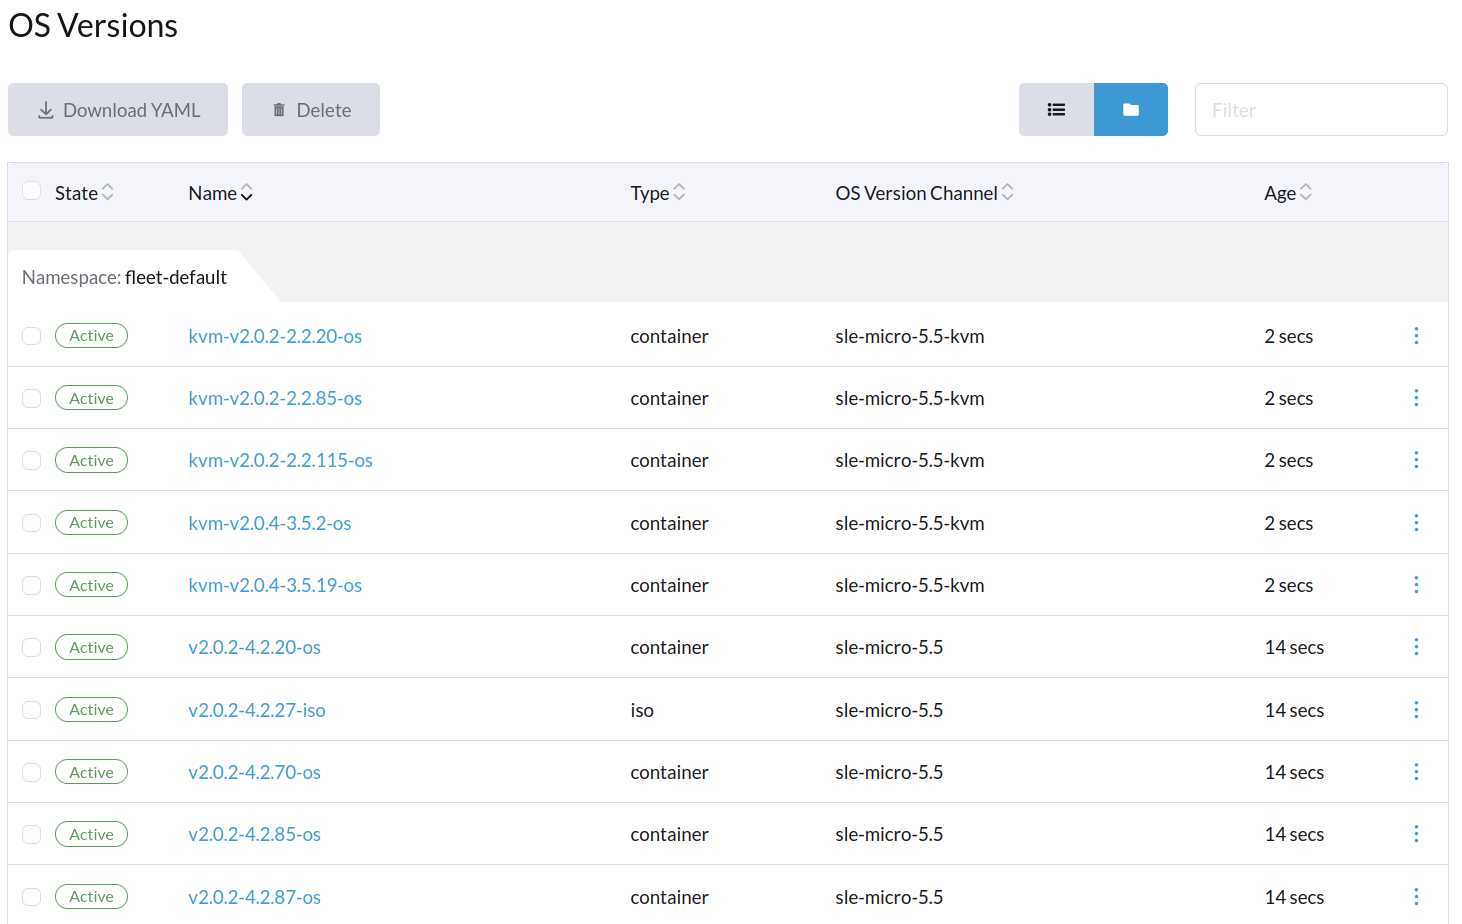 OS Versions
Download YAML Delete Filter
State Name Type OS Version Channel Age
Namespace: fleet-default
Active kvm-v2.0.2-2.2.20-os container sle-micro-5.5-kvm 2 secs
Active kvm-v2.0.2-2.2.85-os container sle-micro-5.5-kvm 2 secs
Active kvm-v2.0.2-2.2.115-os container sle-micro-5.5-kvm 2 secs
Active kvm-v2.0.4-3.5.2-os container sle-micro-5.5-kvm 2 secs
Active kvm-v2.0.4-3.5.19-os container sle-micro-5.5-kvm 2 secs
Active v2.0.2-4.2.20-os container sle-micro-5.5 14 secs
Active v2.0.2-4.2.27-iso iso sle-micro-5.5 14 secs
Active v2.0.2-4.2.70-os container sle-micro-5.5 14 secs
Active v2.0.2-4.2.85-os container sle-micro-5.5 14 secs
Active v2.0.2-4.2.87-os container sle-micro-5.5 14 secs